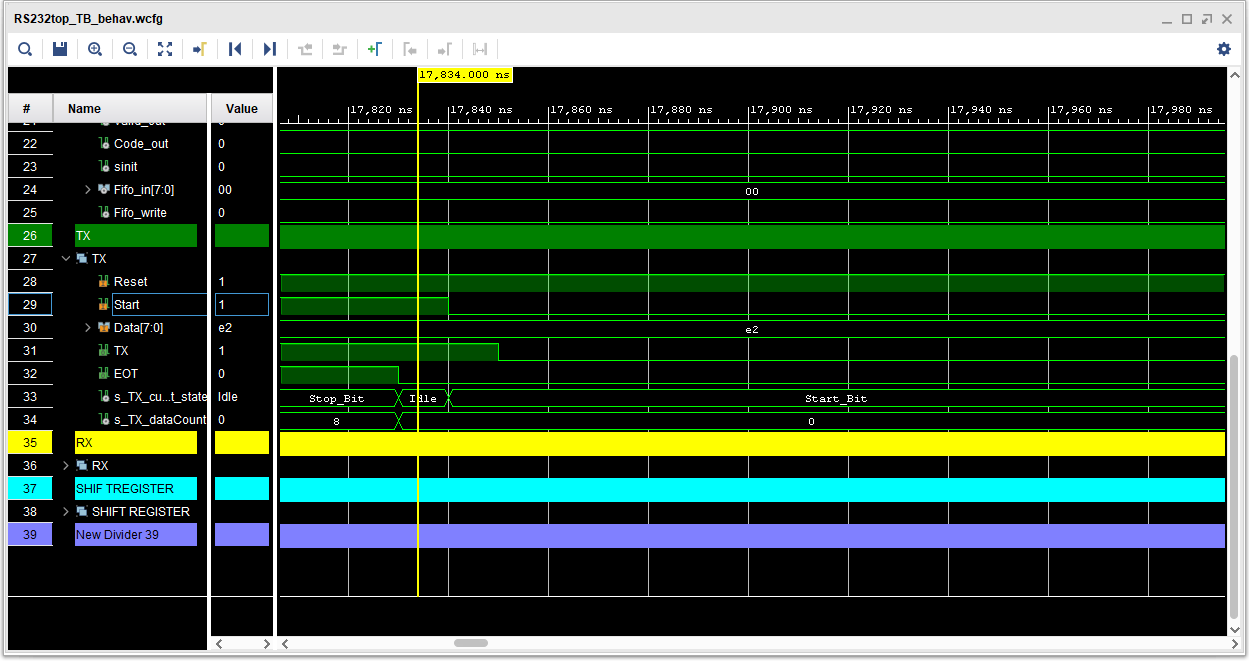 RS232top_TB_behav.wcfg
17,834.000 ns
17,820 ns 17,840 ns 17,860 ns 17,880 ns 17,900 ns 17,920 ns 17,940 ns 17,960 ns 17,980 ns
# Name Value
22 Code_out 0
23 sinit 0
24 Fifo_in[7:0] 00 00
25 Fifo_write 0
26 TX
27 TX
28 Reset 1
29 Start 1
30 Data[7:0] e2 e2
31 TX 1
32 EOT 0
33 s_TX_cu...t_state Idle Stop_Bit Idle Start_Bit
34 s_TX_dataCount 0 8 0
35 RX
36 RX
37 SHIF TREGISTER
38 SHIFT REGISTER
39 New Divider 39